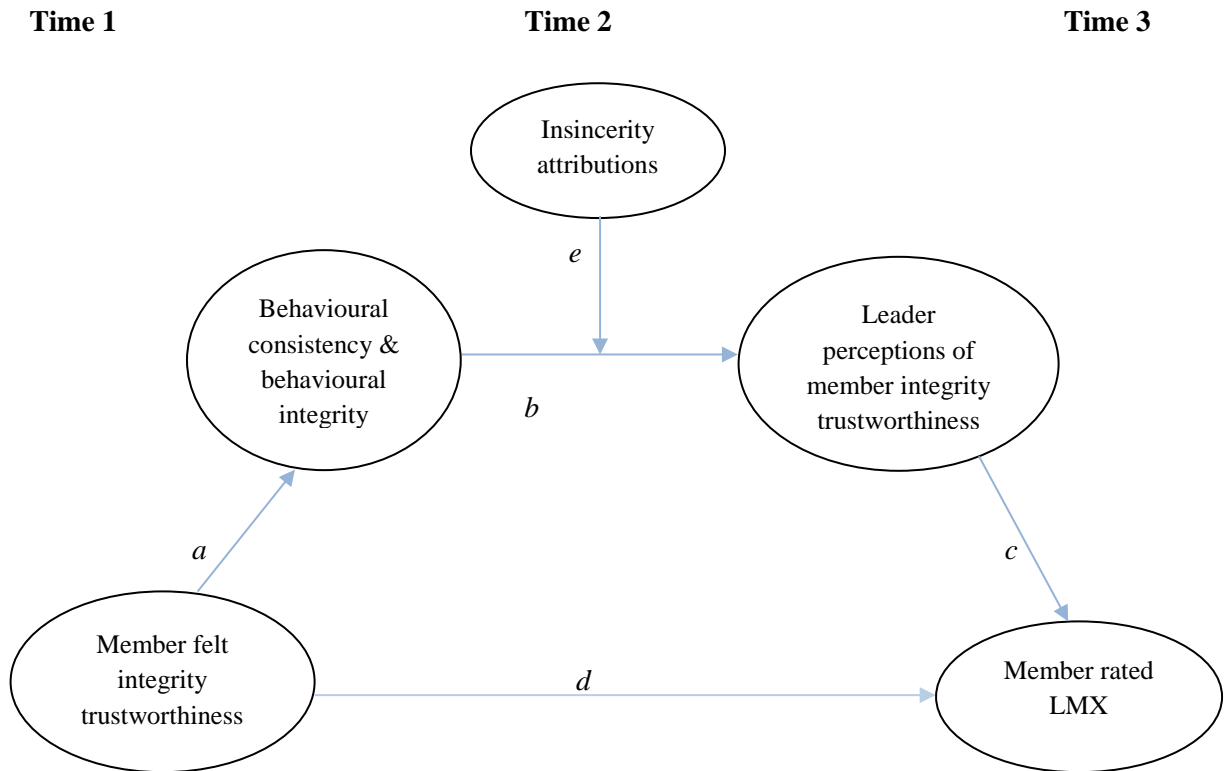 Time 1
Time 2
Time 3
Insincerity
attributions
e
Behavioural
consistency &
behavioural
integrity
Leader
perceptions of
member integrity
trustworthiness
b
a
c
Member felt
integrity
trustworthiness
d
Member rated
LMX